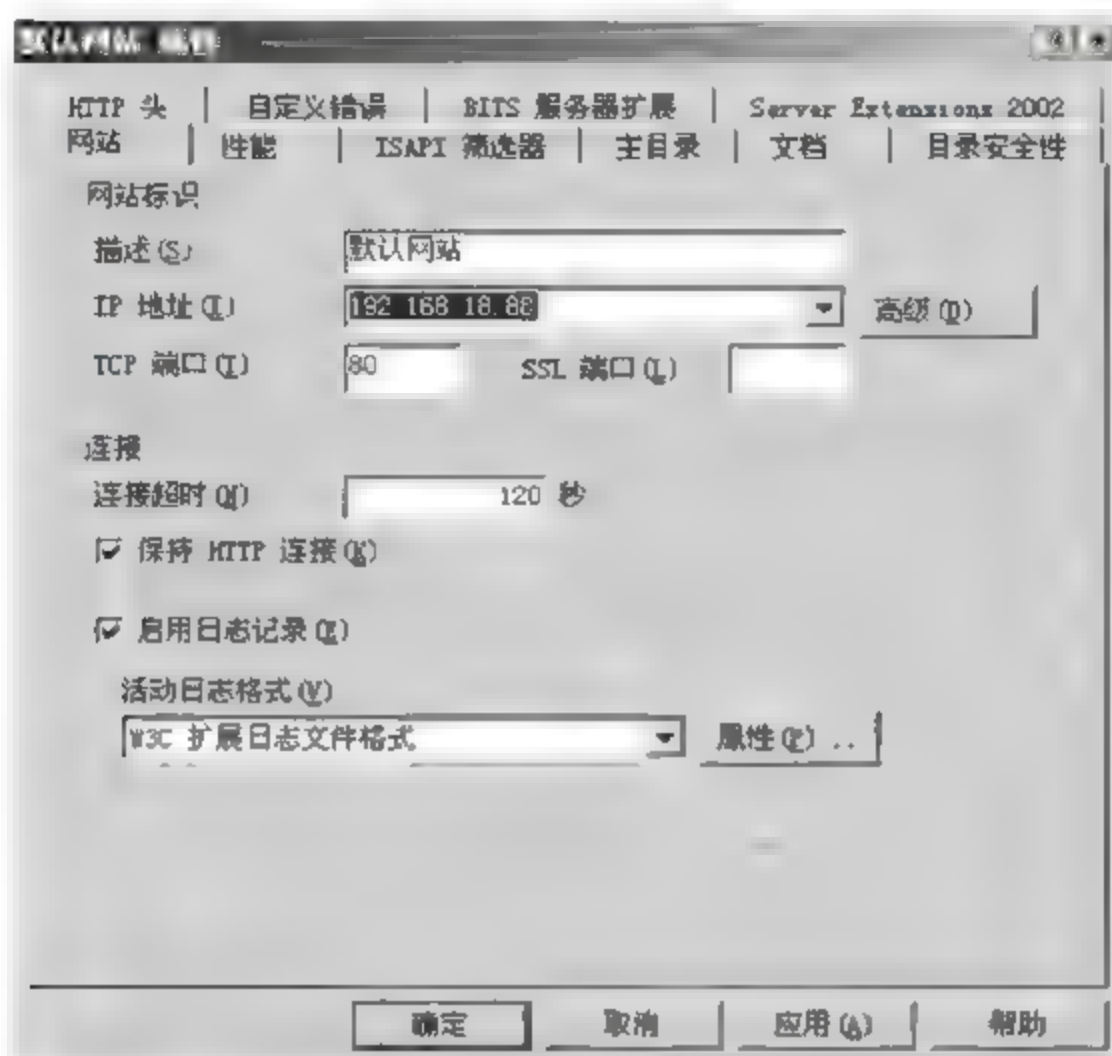 默认网站 属性
HTTP 头 自定义错误 BITS 服务器扩展 Server Extensions 2002
网站 性能 ISAPI 筛选器 主目录 文档 目录安全性
网站标识
描述(S) 默认网站
IP 地址(I) 192 168 18.88 高级(D)
TCP 端口(T) 80 SSL 端口(L)
连接
连接超时(N) 120 秒
保持 HTTP 连接(K)
启用日志记录(E)
活动日志格式(V)
W3C 扩展日志文件格式 属性(P) ..
确定 取消 应用(A) 帮助